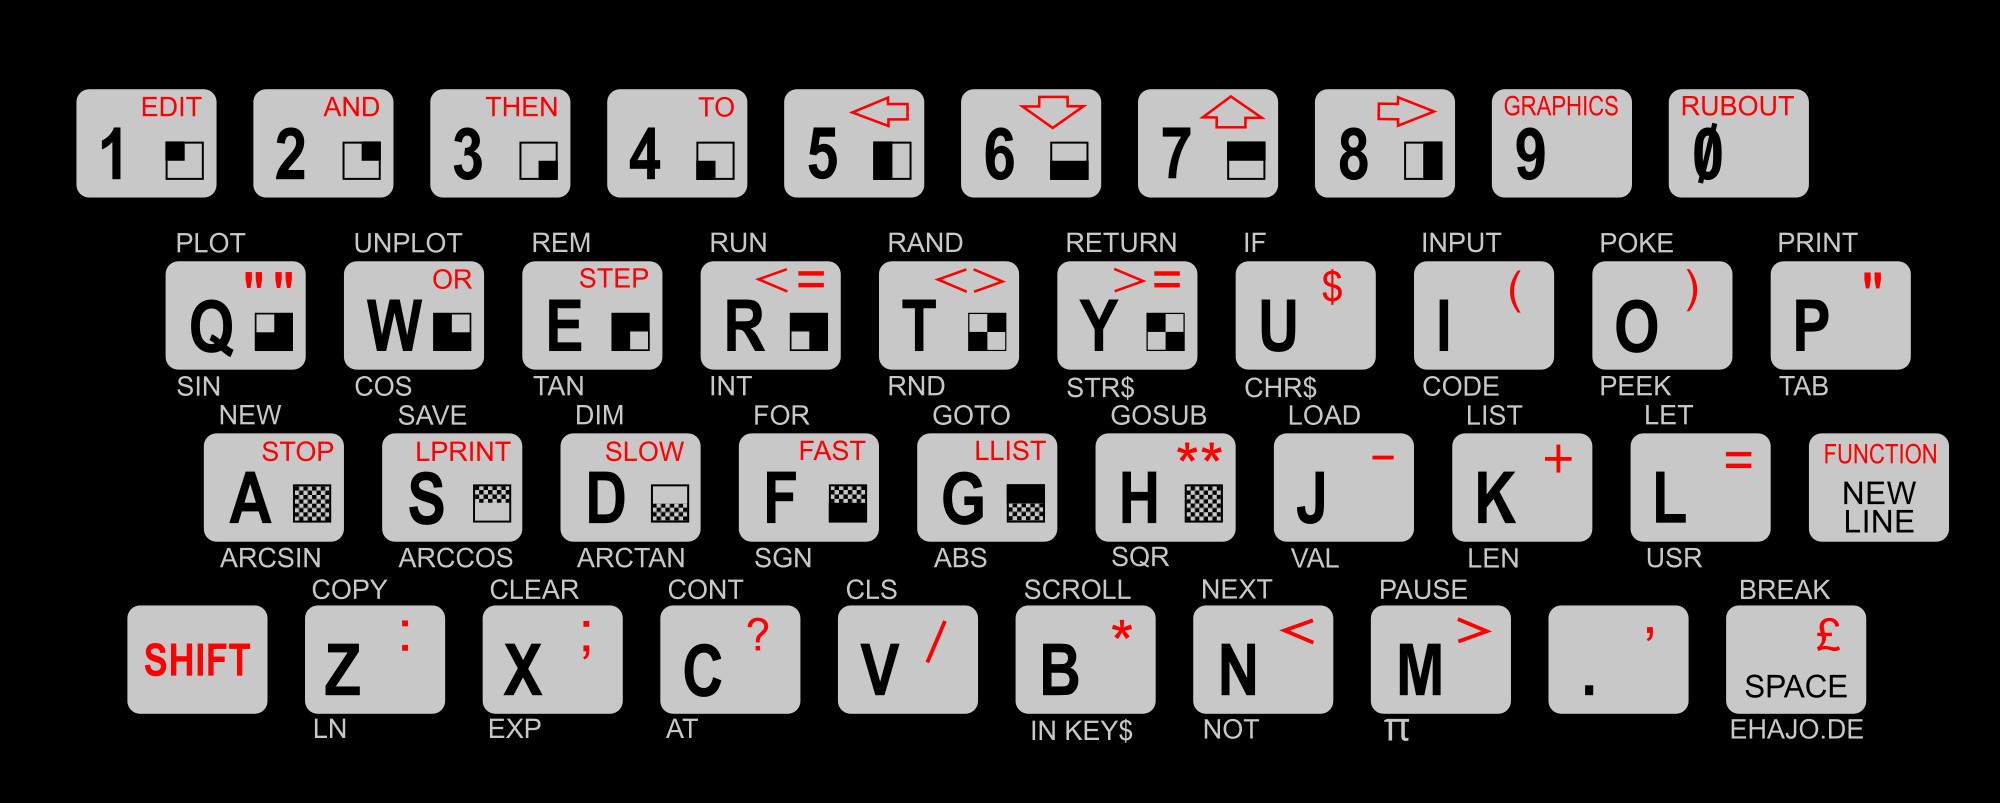 EDIT AND THEN TO GRAPHICS RUBOUT
1 2 3 4 5 6 7 8 9 0
PLOT UNPLOT REM RUN RAND RETURN IF INPUT POKE PRINT
"" OR STEP <= <> >= $ ( ) "
Q W E R T Y U I O P
SIN COS TAN INT RND STR$ CHR$ CODE PEEK TAB
NEW SAVE DIM FOR GOTO GOSUB LOAD LIST LET
STOP LPRINT SLOW FAST LLIST ** - + = FUNCTION
A S D F G H J K L NEW
LINE
ARCSIN ARCCOS ARCTAN SGN ABS SQR VAL LEN USR
COPY CLEAR CONT CLS SCROLL NEXT PAUSE BREAK
: ; ? / * < > , £
SHIFT Z X C V B N M . SPACE
LN EXP AT IN KEY$ NOT π EHAJO.DE